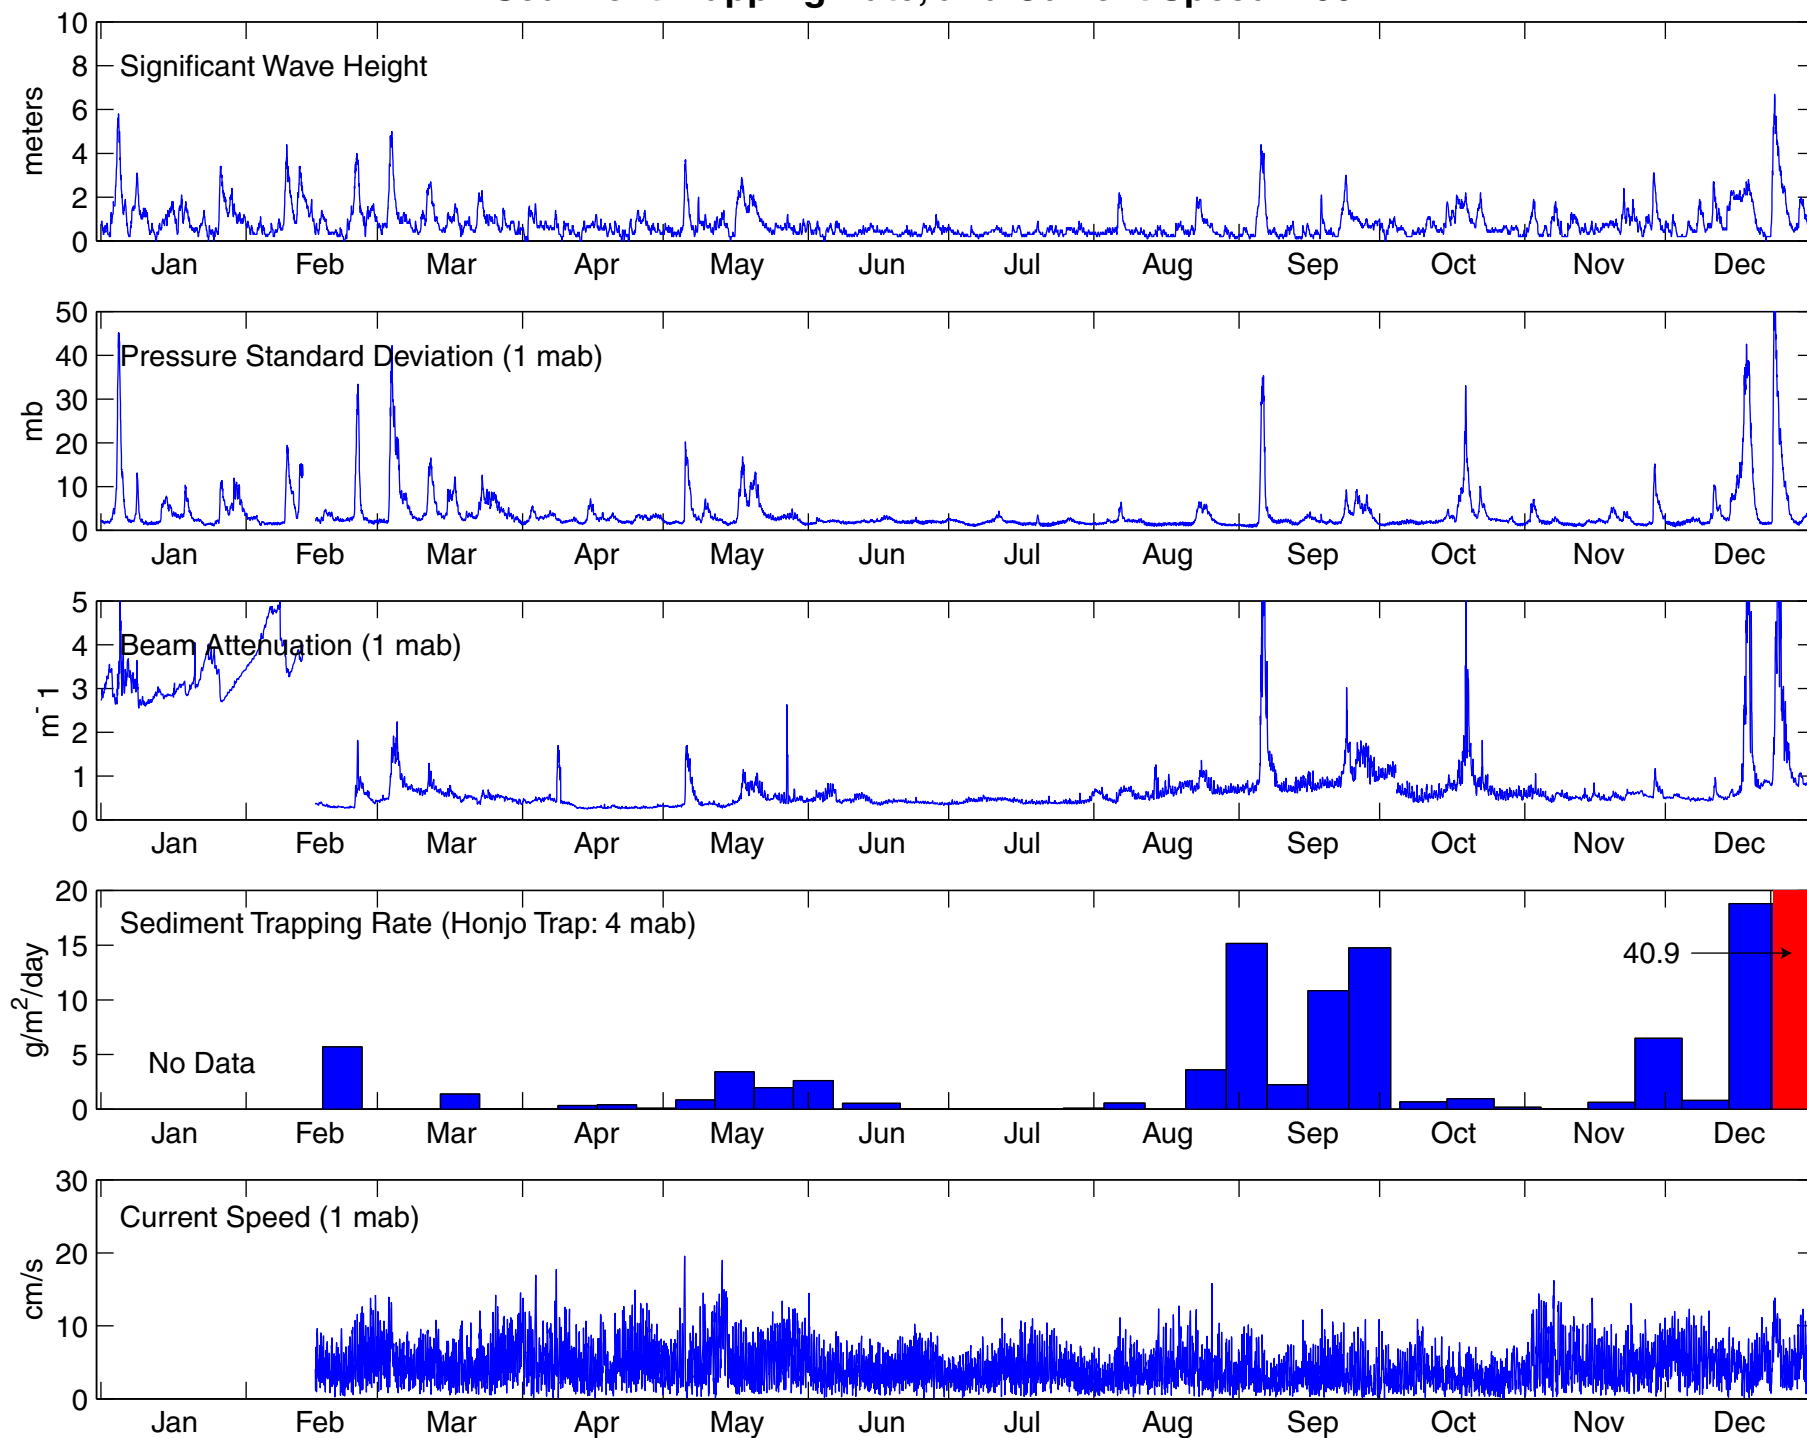 10
8
6
4
2
0
meters
Significant Wave Height
Jan Feb Mar Apr May Jun Jul Aug Sep Oct Nov Dec
50
40
30
20
10
0
mb
Pressure Standard Deviation (1 mab)
Jan Feb Mar Apr May Jun Jul Aug Sep Oct Nov Dec
5
4
3
2
1
0
m⁻1
Beam Attenuation (1 mab)
Jan Feb Mar Apr May Jun Jul Aug Sep Oct Nov Dec
20
15
10
5
0
g/m²/day
Sediment Trapping Rate (Honjo Trap: 4 mab)
40.9
No Data
Jan Feb Mar Apr May Jun Jul Aug Sep Oct Nov Dec
30
20
10
0
cm/s
Current Speed (1 mab)
Jan Feb Mar Apr May Jun Jul Aug Sep Oct Nov Dec